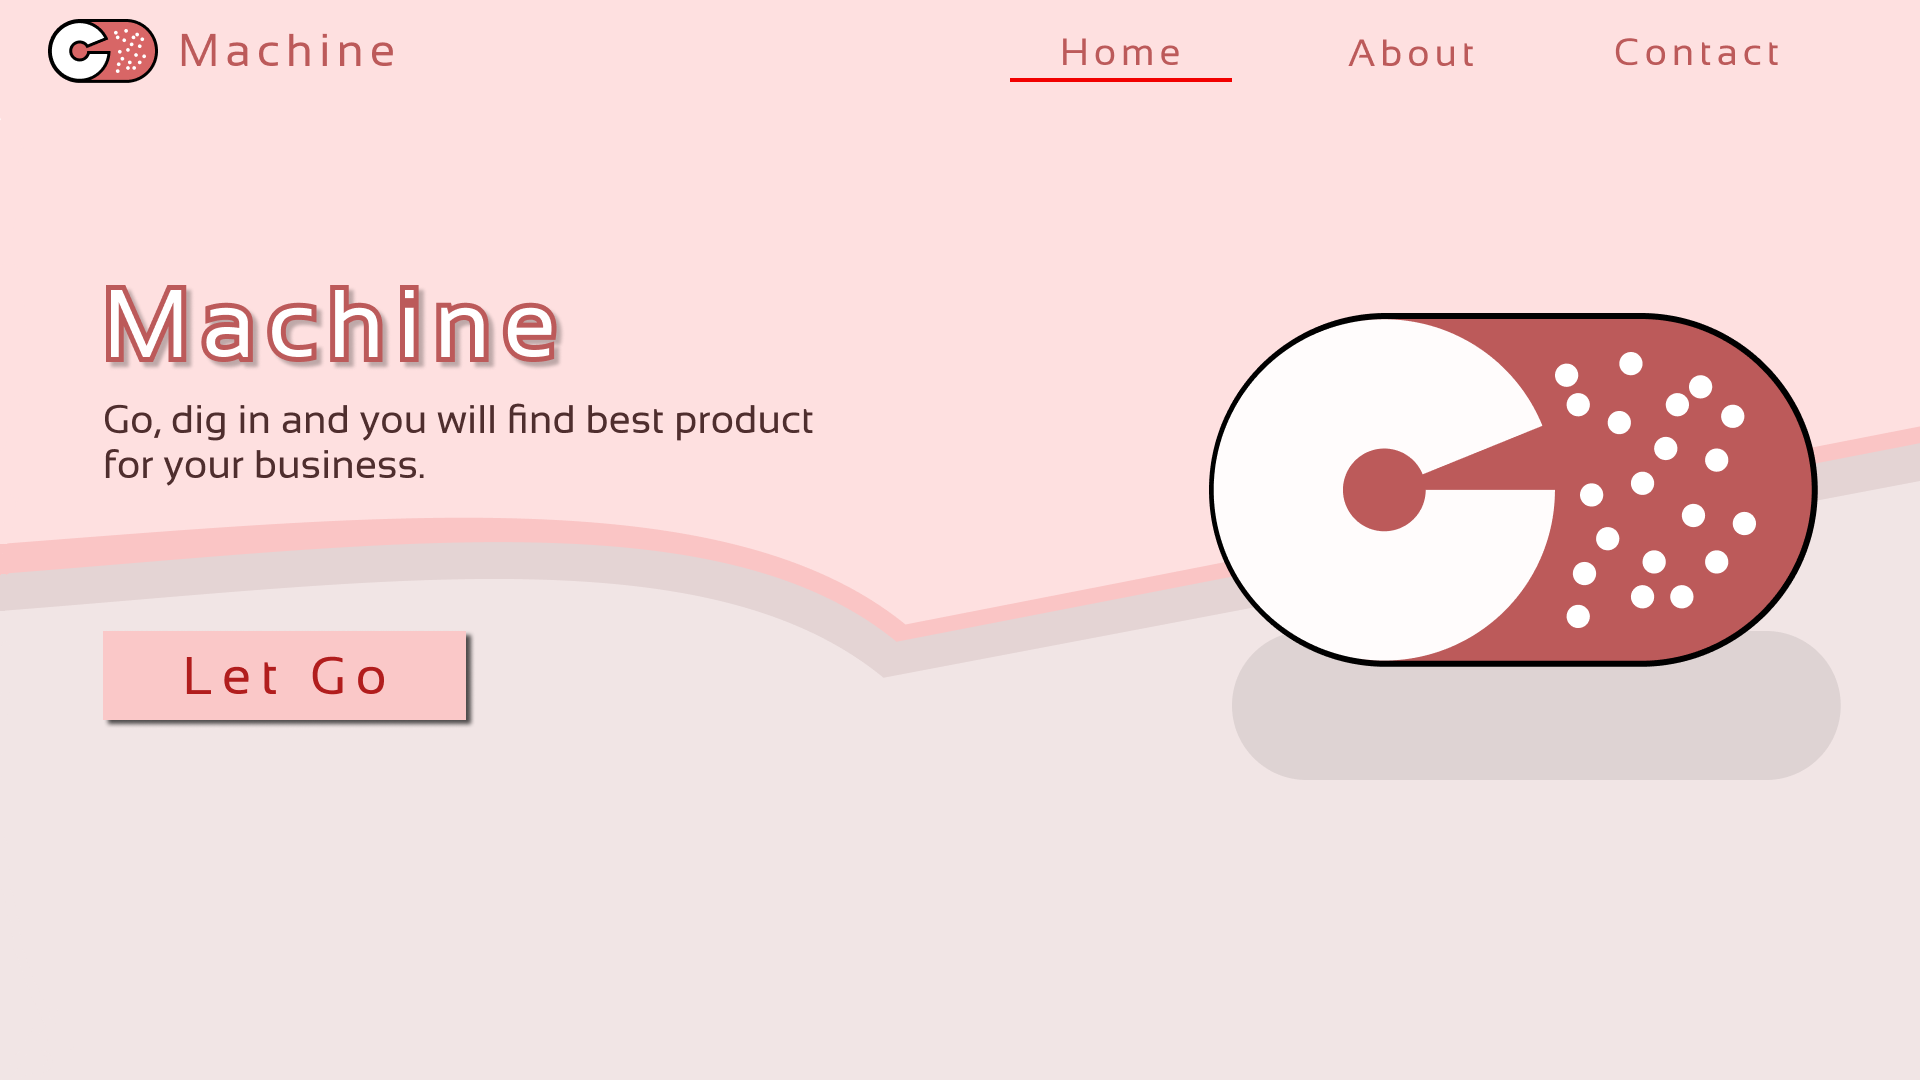 Machine
Home
About
Contact
Machine
Go, dig in and you will find best product
for your business.
Let Go